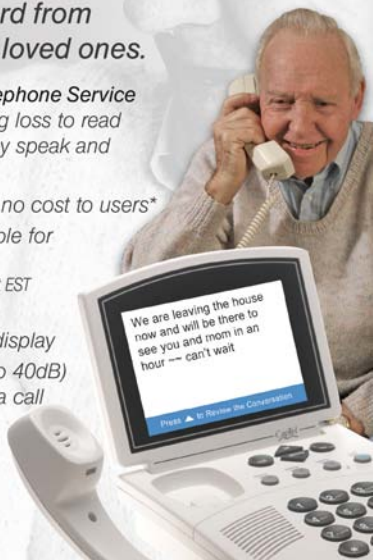 rd from
loved ones.
ephone Service
g loss to read
y speak and
no cost to users*
ble for
EST
display
o 40dB)
a call
We are leaving the house
now and will be there to
see you and mom in an
hour ~~ can't wait
Press ▲ to Review the Conversation
CapTel